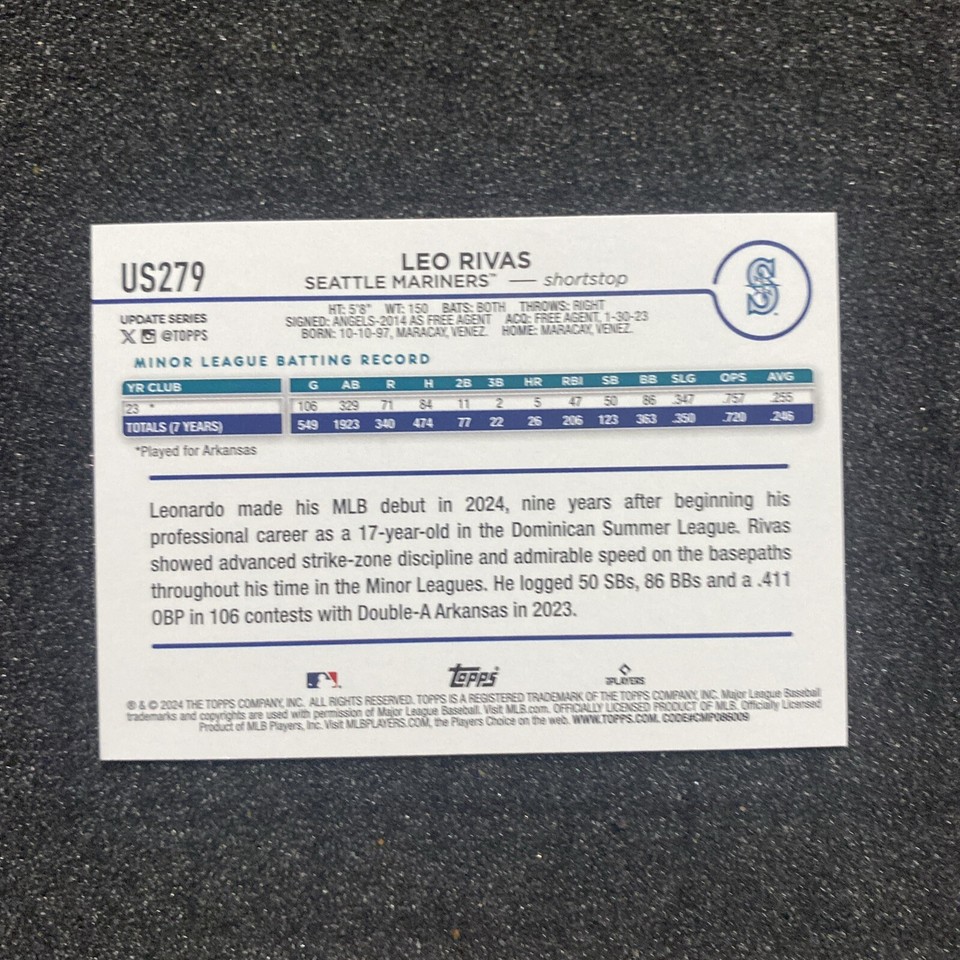 US279
LEO RIVAS
SEATTLE MARINERS™ — shortstop
S
UPDATE SERIES
X @TOPPS
HT: 5'8" WT: 150 BATS: BOTH THROWS: RIGHT
SIGNED: ANGELS-2014 AS FREE AGENT ACQ: FREE AGENT, 1-30-23
BORN: 10-10-97, MARACAY, VENEZ. HOME: MARACAY, VENEZ.
MINOR LEAGUE BATTING RECORD
YR CLUB G AB R H 2B 3B HR RBI SB BB SLG OPS AVG
23 * 106 329 71 84 11 2 5 47 50 86 .347 .757 .255
TOTALS (7 YEARS) 549 1923 340 474 77 22 26 206 123 363 .350 .720 .246
*Played for Arkansas
Leonardo made his MLB debut in 2024, nine years after beginning his
professional career as a 17-year-old in the Dominican Summer League. Rivas
showed advanced strike-zone discipline and admirable speed on the basepaths
throughout his time in the Minor Leagues. He logged 50 SBs, 86 BBs and a .411
OBP in 106 contests with Double-A Arkansas in 2023.
Topps
PLAYERS
® & © 2024 THE TOPPS COMPANY, INC. ALL RIGHTS RESERVED. TOPPS IS A REGISTERED TRADEMARK OF THE TOPPS COMPANY, INC. Major League Baseball
trademarks and copyrights are used with permission of Major League Baseball. Visit MLB.com. OFFICIALLY LICENSED PRODUCT OF MLB. Officially Licensed
Product of MLB Players, Inc. Visit MLBPLAYERS.COM, the Players Choice on the web. WWW.TOPPS.COM. CODE#CMP086009